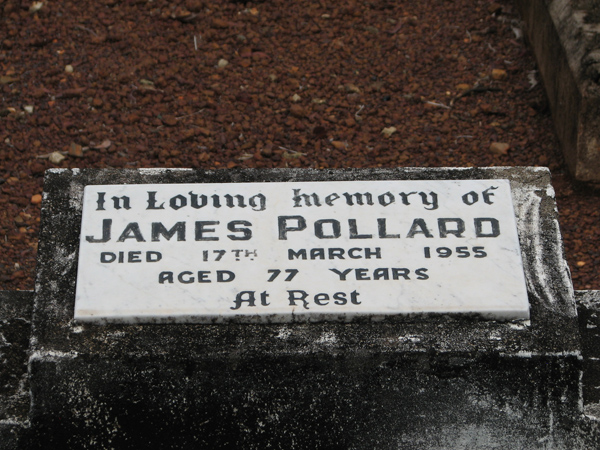 In Loving Memory of
JAMES POLLARD
DIED 17TH MARCH 1955
AGED 77 YEARS
At Rest